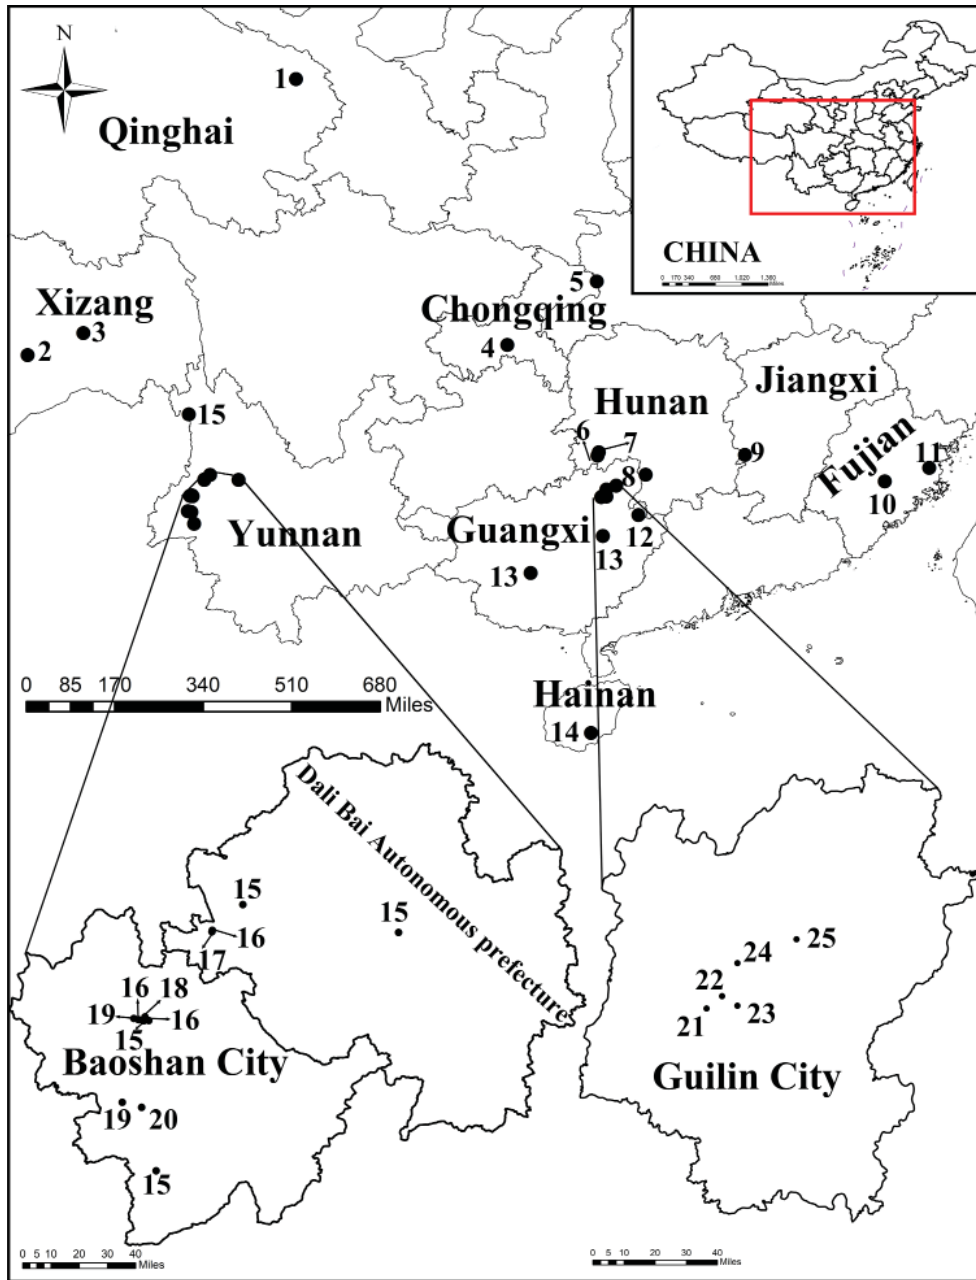 N
1
Qinghai
CHINA
0 170 340 680 1,020 1,360
Miles
5
Xizang
3
2
Chongqing
4
Jiangxi
Hunan
15
6
7
9
Fujian
11
8
10
Yunnan
Guangxi
12
13
13
0 85 170 340 510 680
Miles
Hainan
14
Dali Bai Autonomous prefecture
15
15
16
17
16 18
19 16
15
Baoshan City
19 20
15
25
24
22
23
21
Guilin City
0 5 10 20 30 40
Miles
0 5 10 20 30 40
Miles